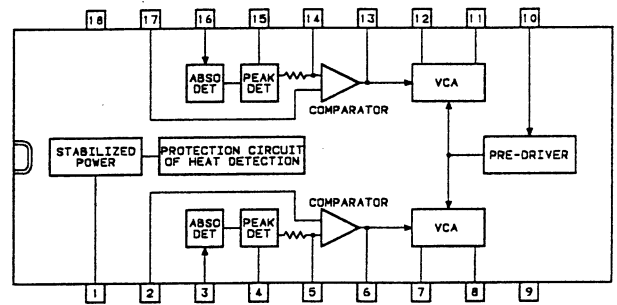 18 17 16 15 14 13 12 11 10
ABSO
DET
PEAK
DET
COMPARATOR
VCA
STABILIZED
POWER
PROTECTION CIRCUIT
OF HEAT DETECTION
PRE-DRIVER
COMPARATOR
ABSO
DET
PEAK
DET
VCA
1 2 3 4 5 6 7 8 9